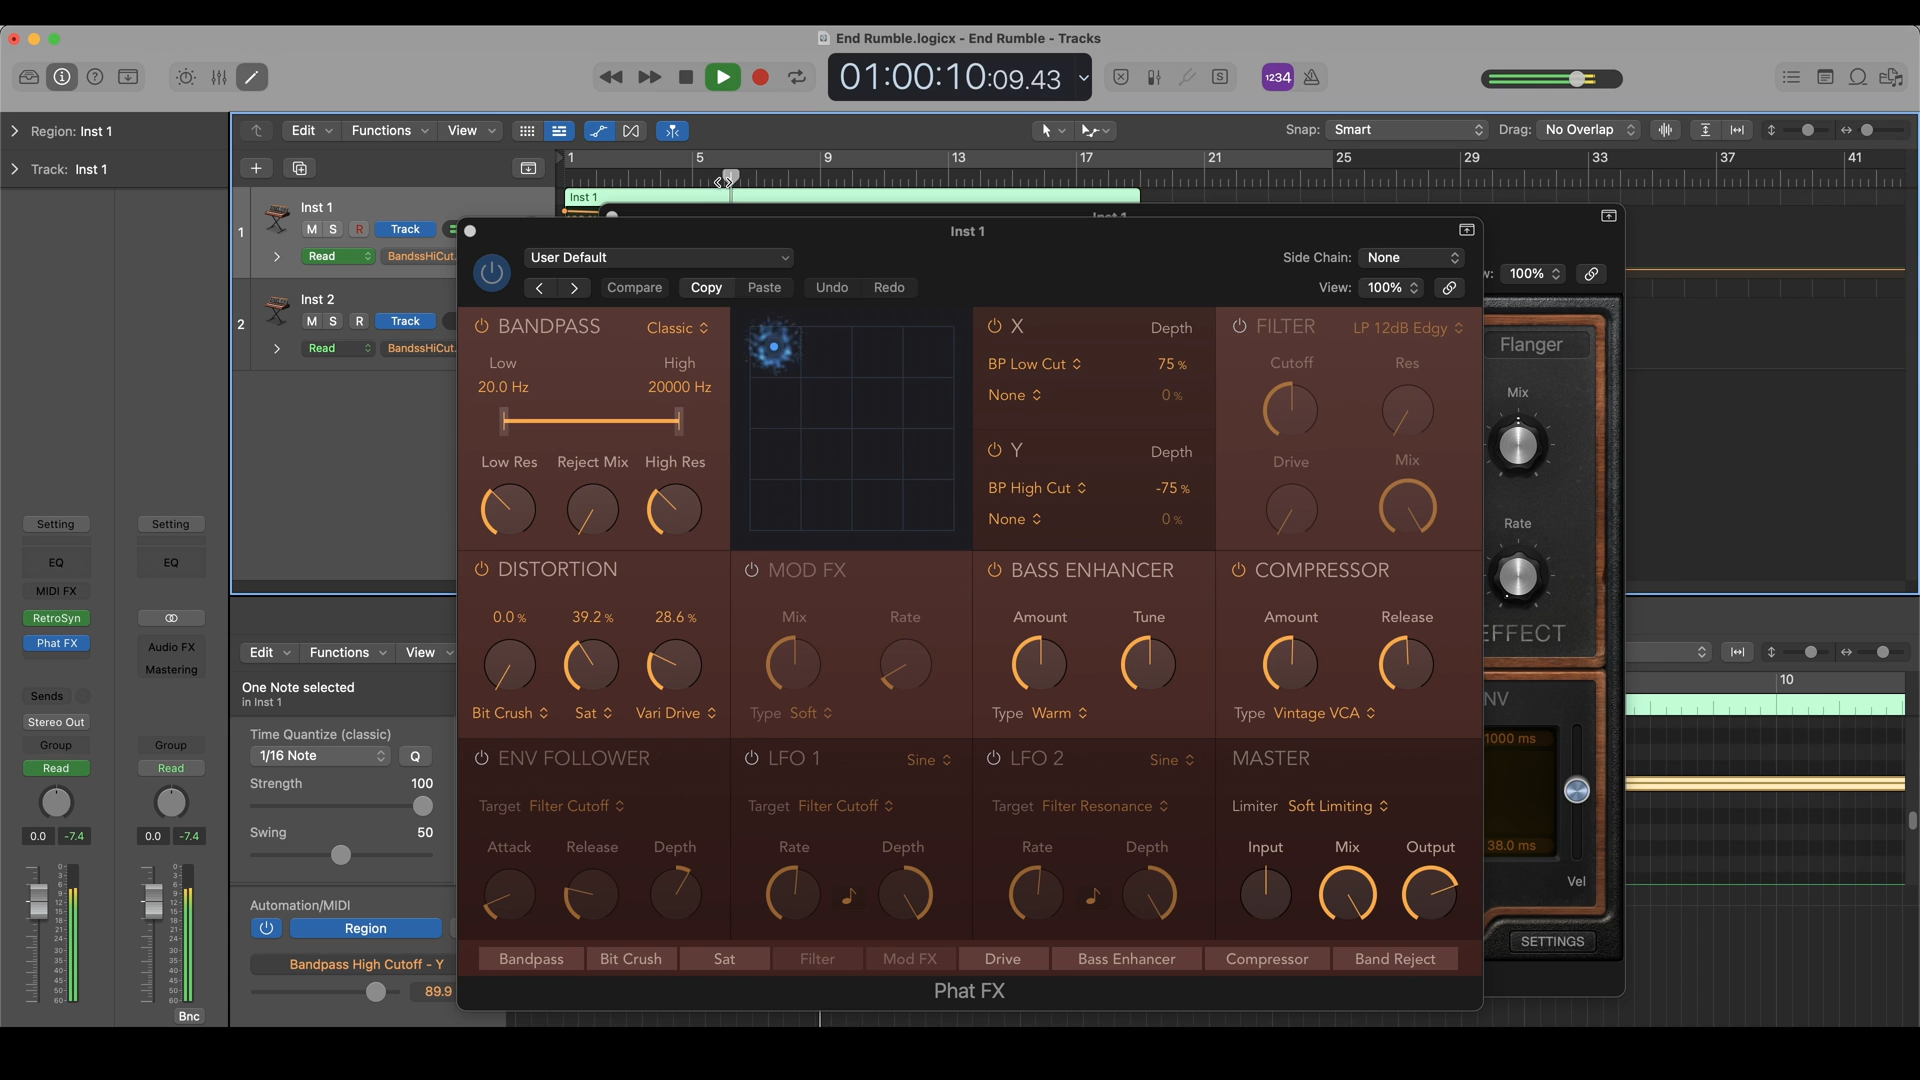 End Rumble.logicx - End Rumble - Tracks
01:00:10:09.43
S
1234
Region: Inst 1
Edit
Functions
View
Snap: Smart
Drag: No Overlap
Track: Inst 1
1 5 9 13 17 21 25 29 33 37 41
Inst 1
1
Inst 1
M S R Track
Read
BandssHiCut.
2
Inst 2
M S R Track
Read
BandssHiCut.
Inst 1
Inst 1
User Default
Side Chain: None
Compare
Copy
Paste
Undo
Redo
View: 100%
100%
BANDPASS
Classic
Low
High
20.0 Hz
20000 Hz
Low Res
Reject Mix
High Res
X
Depth
BP Low Cut
75 %
None
0 %
Y
Depth
BP High Cut
-75 %
None
0 %
FILTER
LP 12dB Edgy
Cutoff
Res
Drive
Mix
DISTORTION
0.0 %
39.2 %
28.6 %
Bit Crush
Sat
Vari Drive
MOD FX
Mix
Rate
Type Soft
BASS ENHANCER
Amount
Tune
Type Warm
COMPRESSOR
Amount
Release
Type Vintage VCA
ENV FOLLOWER
Target Filter Cutoff
Attack
Release
Depth
LFO 1
Sine
Target Filter Cutoff
Rate
Depth
LFO 2
Sine
Target Filter Resonance
Rate
Depth
MASTER
Limiter Soft Limiting
Input
Mix
Output
Bandpass
Bit Crush
Sat
Filter
Mod FX
Drive
Bass Enhancer
Compressor
Band Reject
Phat FX
Flanger
Mix
Rate
EFFECT
1000 ms
38.0 ms
Vel
SETTINGS
10
Setting
EQ
MIDI FX
RetroSyn
Phat FX
Sends
Stereo Out
Group
Read
0.0
-7.4
Setting
EQ
Audio FX
Mastering
Group
Read
0.0
-7.4
Bnc
Edit
Functions
View
One Note selected
in Inst 1
Time Quantize (classic)
1/16 Note
Q
Strength
100
Swing
50
Automation/MIDI
Region
Bandpass High Cutoff - Y
89.9